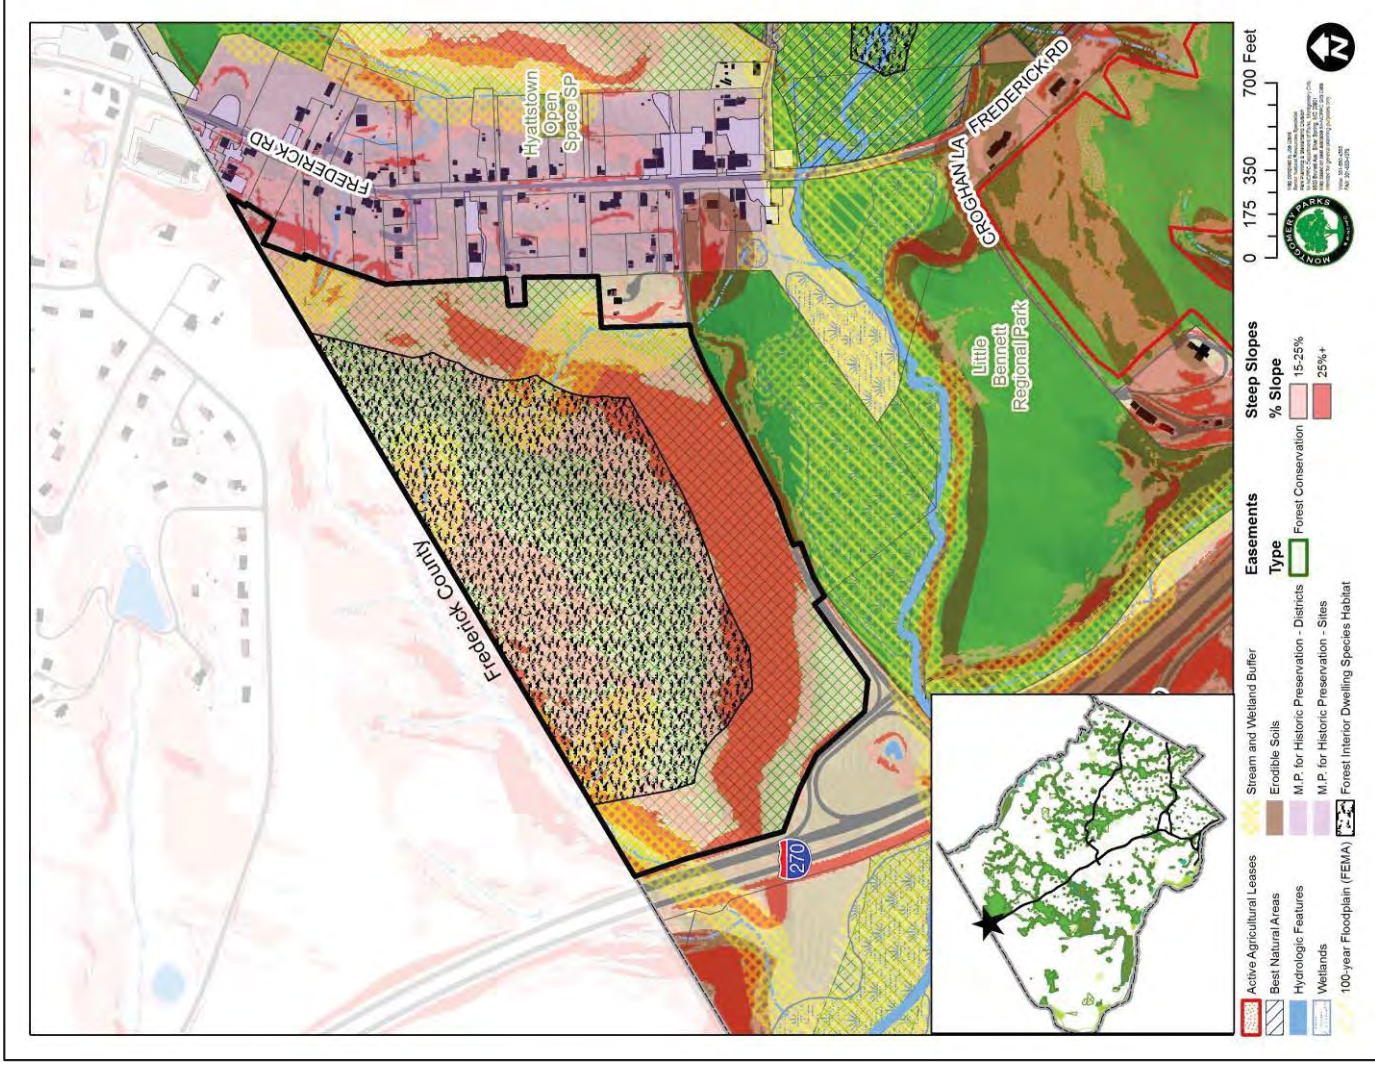 FREDERICK RD
Hyattstown
Open
Space SP
FREDERICK RD
CROGHAN LA
Little
Bennett
Regional Park
Frederick County
270
Active Agricultural Leases
Best Natural Areas
Hydrologic Features
Wetlands
100-year Floodplain (FEMA)
Stream and Wetland Buffer
Erodible Soils
M.P. for Historic Preservation - Districts
M.P. for Historic Preservation - Sites
Forest Interior Dwelling Species Habitat
Easements
Type
Forest Conservation
Steep Slopes
% Slope
15-25%
25%+
0 175 350 700 Feet
MONTGOMERY PARKS
N